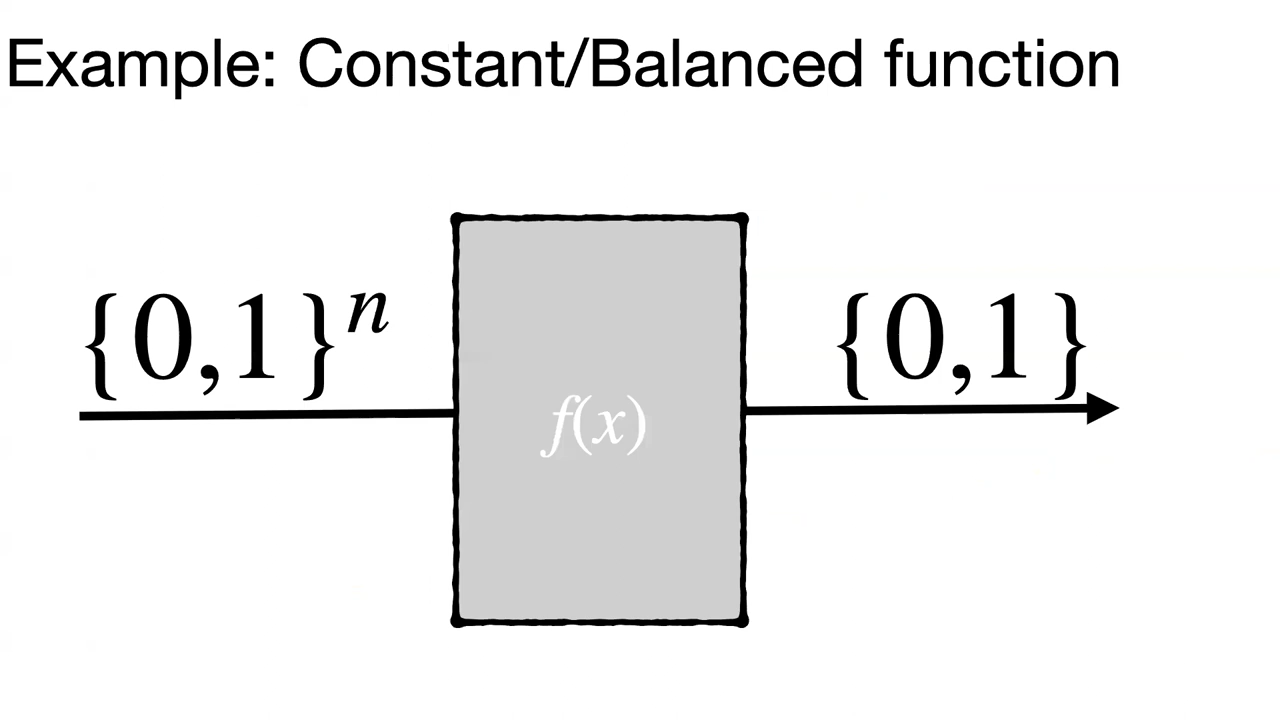 Example: Constant/Balanced function
{0,1}ⁿ
{0,1}
f(x)